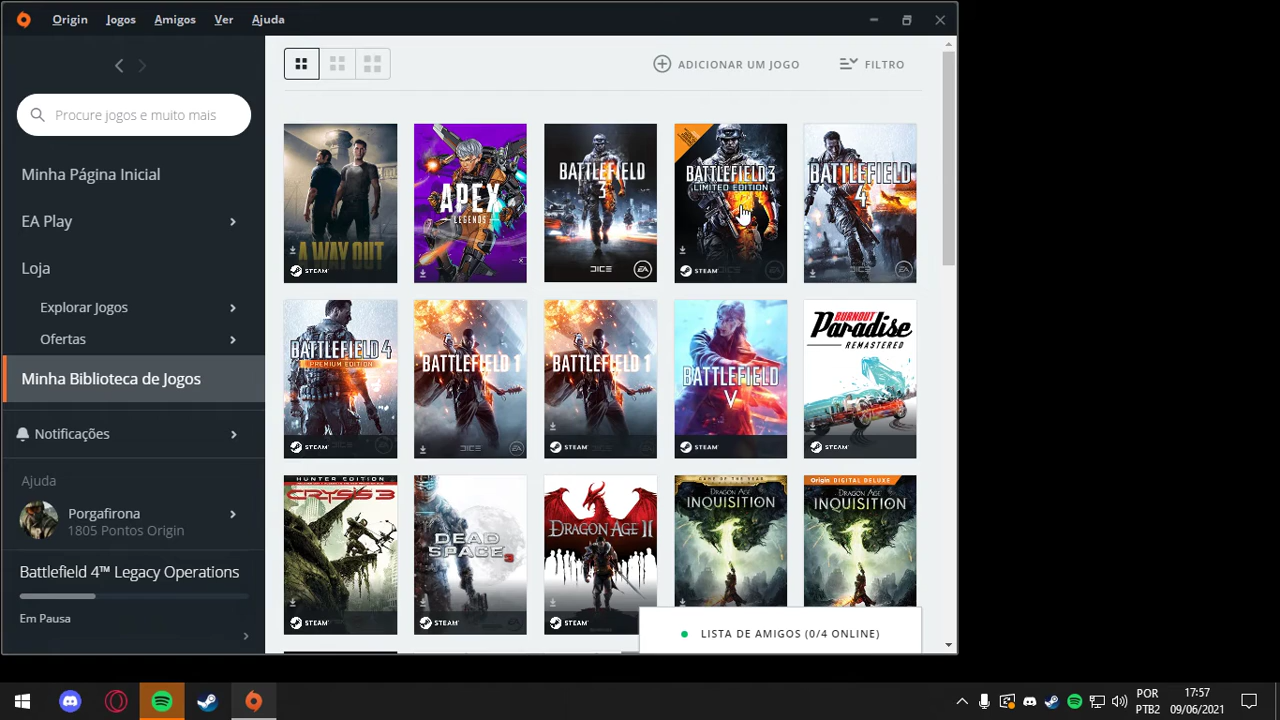 Origin Jogos Amigos Ver Ajuda
Procure jogos e muito mais
Minha Página Inicial
EA Play
Loja
Explorar Jogos
Ofertas
Minha Biblioteca de Jogos
Notificações
Ajuda
Porgafirona
1805 Pontos Origin
Battlefield 4™ Legacy Operations
Em Pausa
ADICIONAR UM JOGO FILTRO
A WAY OUT
STEAM
APEX
LEGENDS
BATTLEFIELD
3
DICE EA
BATTLEFIELD 3
LIMITED EDITION
STEAM
BATTLEFIELD
4
DICE EA
BATTLEFIELD 4
PREMIUM EDITION
STEAM
BATTLEFIELD 1
DICE EA
BATTLEFIELD 1
STEAM
BATTLEFIELD
V
STEAM
BURNOUT
Paradise
REMASTERED
STEAM
HUNTER EDITION
CRYSIS 3
STEAM
DEAD
SPACE 3
STEAM
DRAGON AGE II
STEAM
DRAGON AGE
INQUISITION
Origin DIGITAL DELUXE
DRAGON AGE
INQUISITION
LISTA DE AMIGOS (0/4 ONLINE)
POR
PTB2
17:57
09/06/2021